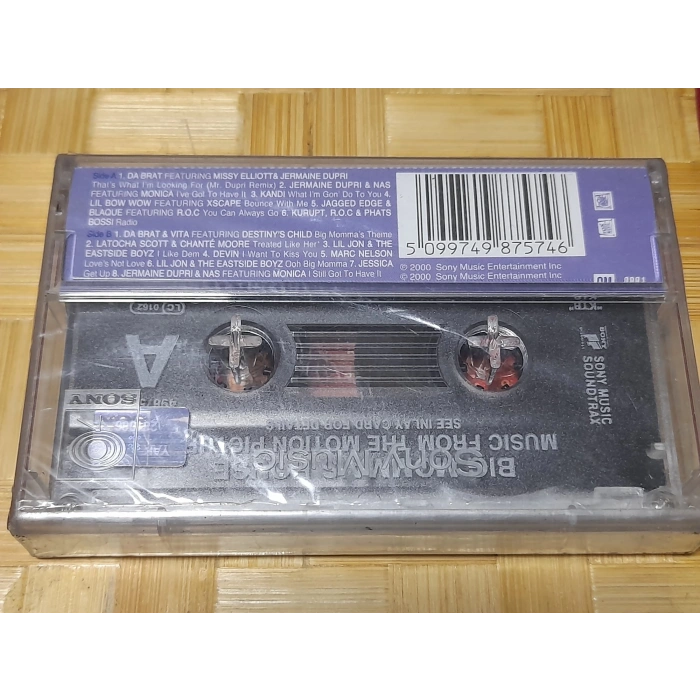 Side A 1. DA BRAT FEATURING MISSY ELLIOTT& JERMAINE DUPRI
That's What I'm Looking For (Mr. Dupri Remix) 2. JERMAINE DUPRI & NAS
FEATURING MONICA I've Got To Have It 3. KANDI What I'm Gon Do To You 4.
LIL BOW WOW FEATURING XSCAPE Bounce With Me 5. JAGGED EDGE &
BLAQUE FEATURING R.O.C You Can Always Go 6. KURUPT, R.O.C & PHATS
BOSSI Radio
Side B 1. DA BRAT & VITA FEATURING DESTINY'S CHILD Big Momma's Theme
2. LATOCHA SCOTT & CHANTÉ MOORE Treated Like Her' 3. LIL JON & THE
EASTSIDE BOYZ I Like Dem 4. DEVIN I Want To Kiss You 5. MARC NELSON
Love's Not Love 6. LIL JON & THE EASTSIDE BOYZ Ooh Big Momma 7. JESSICA
Get Up 8. JERMAINE DUPRI & NAS FEATURING MONICA I Still Got To Have It
5 099749 875746
℗ 2000 Sony Music Entertainment Inc
© 2000 Sony Music Entertainment Inc
LC 0162
A
SONY
SEE INLAY CARD FOR DETAILS
MUSIC FROM THE MOTION
Sony Music
SONY MUSIC
SOUNDTRAX